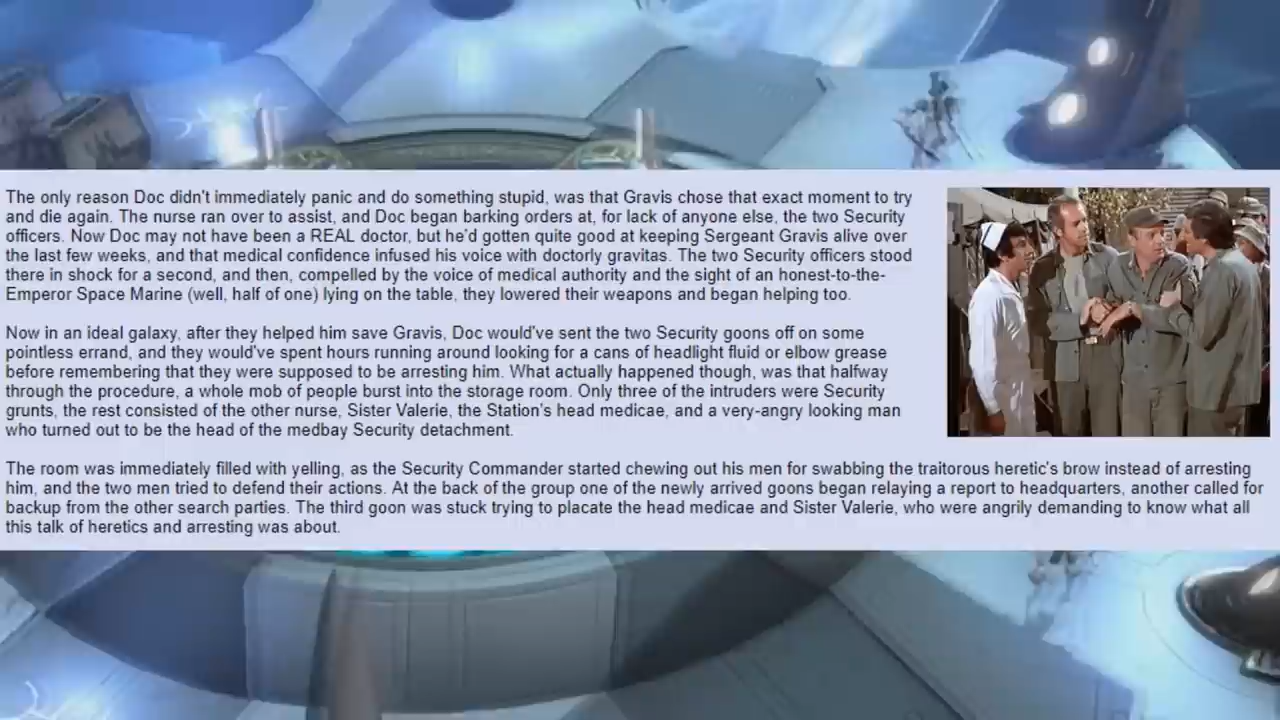 The only reason Doc didn't immediately panic and do something stupid, was that Gravis chose that exact moment to try
and die again. The nurse ran over to assist, and Doc began barking orders at, for lack of anyone else, the two Security
officers. Now Doc may not have been a REAL doctor, but he'd gotten quite good at keeping Sergeant Gravis alive over
the last few weeks, and that medical confidence infused his voice with doctorly gravitas. The two Security officers stood
there in shock for a second, and then, compelled by the voice of medical authority and the sight of an honest-to-the-
Emperor Space Marine (well, half of one) lying on the table, they lowered their weapons and began helping too.
Now in an ideal galaxy, after they helped him save Gravis, Doc would've sent the two Security goons off on some
pointless errand, and they would've spent hours running around looking for a cans of headlight fluid or elbow grease
before remembering that they were supposed to be arresting him. What actually happened though, was that halfway
through the procedure, a whole mob of people burst into the storage room. Only three of the intruders were Security
grunts, the rest consisted of the other nurse, Sister Valerie, the Station's head medicae, and a very-angry looking man
who turned out to be the head of the medbay Security detachment.
The room was immediately filled with yelling, as the Security Commander started chewing out his men for swabbing the traitorous heretic's brow instead of arresting
him, and the two men tried to defend their actions. At the back of the group one of the newly arrived goons began relaying a report to headquarters, another called for
backup from the other search parties. The third goon was stuck trying to placate the head medicae and Sister Valerie, who were angrily demanding to know what all
this talk of heretics and arresting was about.